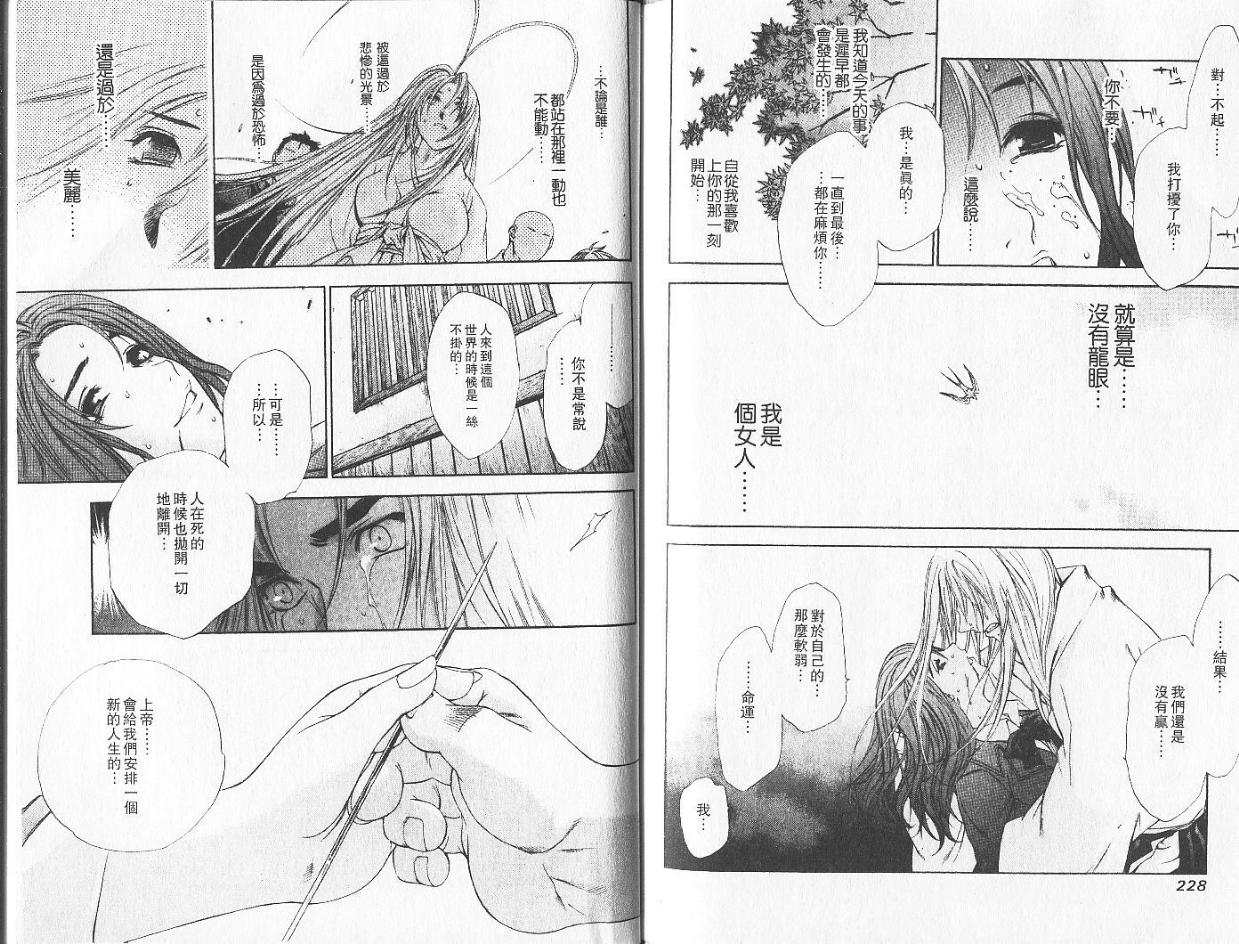 對…不起……
我打擾了你…
你不要…
這麼說……
我…是真的…
一直到最後…
…都在麻煩你……
我知道今天的事
是遲早都
會發生的……
自從我喜歡
上你的那一刻
開始…
就算是……
沒有龍眼…
我是
個女人……
……結果…
我們還是
沒有贏……
對於自己的…
那麼軟弱…
……命運…
我…
…不論是誰…
都站在那裡一動也
不能動……
被這過於
悲慘的光景……
是因為過於恐怖…
還是過於……
美麗……
………
你不是常說
……
人來到這個
世界的時候是一絲
不掛的…
…可是……
…所以…
人在死的
時候也拋開一切
地離開…
上帝……
會給我們安排一個
新的人生的…
228